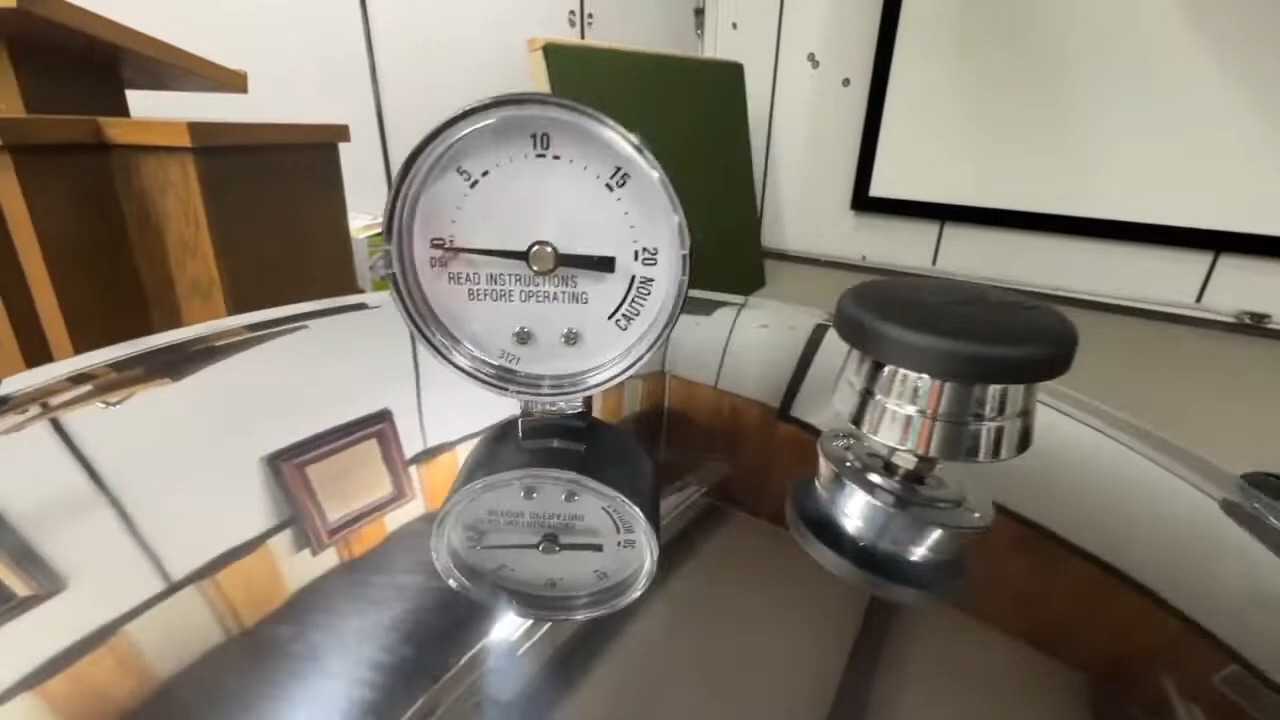 10
5
15
0
20
PSI
READ INSTRUCTIONS
BEFORE OPERATING
CAUTION
3121